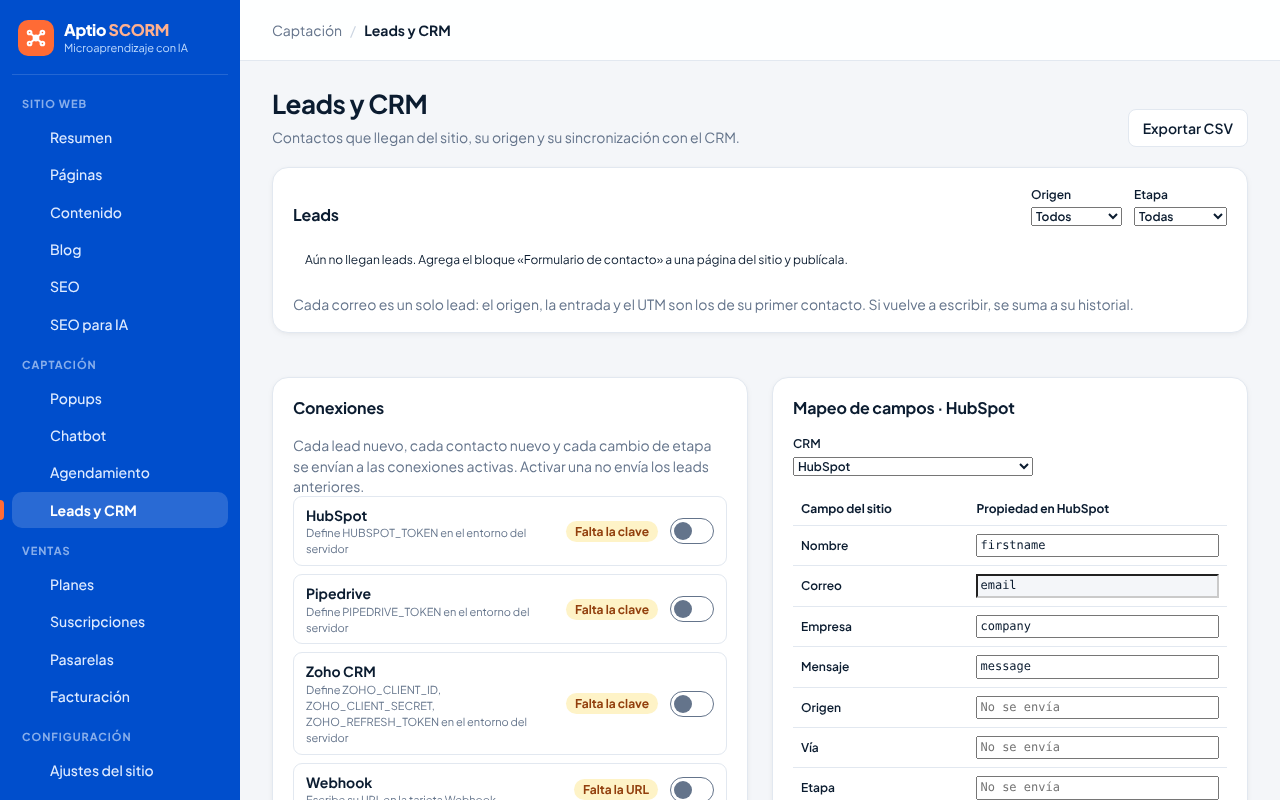 Aptio SCORM
Microaprendizaje con IA
SITIO WEB
Resumen
Páginas
Contenido
Blog
SEO
SEO para IA
CAPTACIÓN
Popups
Chatbot
Agendamiento
Leads y CRM
VENTAS
Planes
Suscripciones
Pasarelas
Facturación
CONFIGURACIÓN
Ajustes del sitio
Captación / Leads y CRM
Leads y CRM
Contactos que llegan del sitio, su origen y su sincronización con el CRM.
Exportar CSV
Leads
Origen
Todos
Etapa
Todas
Aún no llegan leads. Agrega el bloque «Formulario de contacto» a una página del sitio y publícala.
Cada correo es un solo lead: el origen, la entrada y el UTM son los de su primer contacto. Si vuelve a escribir, se suma a su historial.
Conexiones
Cada lead nuevo, cada contacto nuevo y cada cambio de etapa
se envían a las conexiones activas. Activar una no envía los leads
anteriores.
HubSpot
Define HUBSPOT_TOKEN en el entorno del
servidor
Falta la clave
Pipedrive
Define PIPEDRIVE_TOKEN en el entorno del
servidor
Falta la clave
Zoho CRM
Define ZOHO_CLIENT_ID,
ZOHO_CLIENT_SECRET,
ZOHO_REFRESH_TOKEN en el entorno del
servidor
Falta la clave
Webhook
Escribe su URL en la tarjeta Webhook
Falta la URL
Mapeo de campos · HubSpot
CRM
HubSpot
Campo del sitio Propiedad en HubSpot
Nombre firstname
Correo email
Empresa company
Mensaje message
Origen No se envía
Vía No se envía
Etapa No se envía